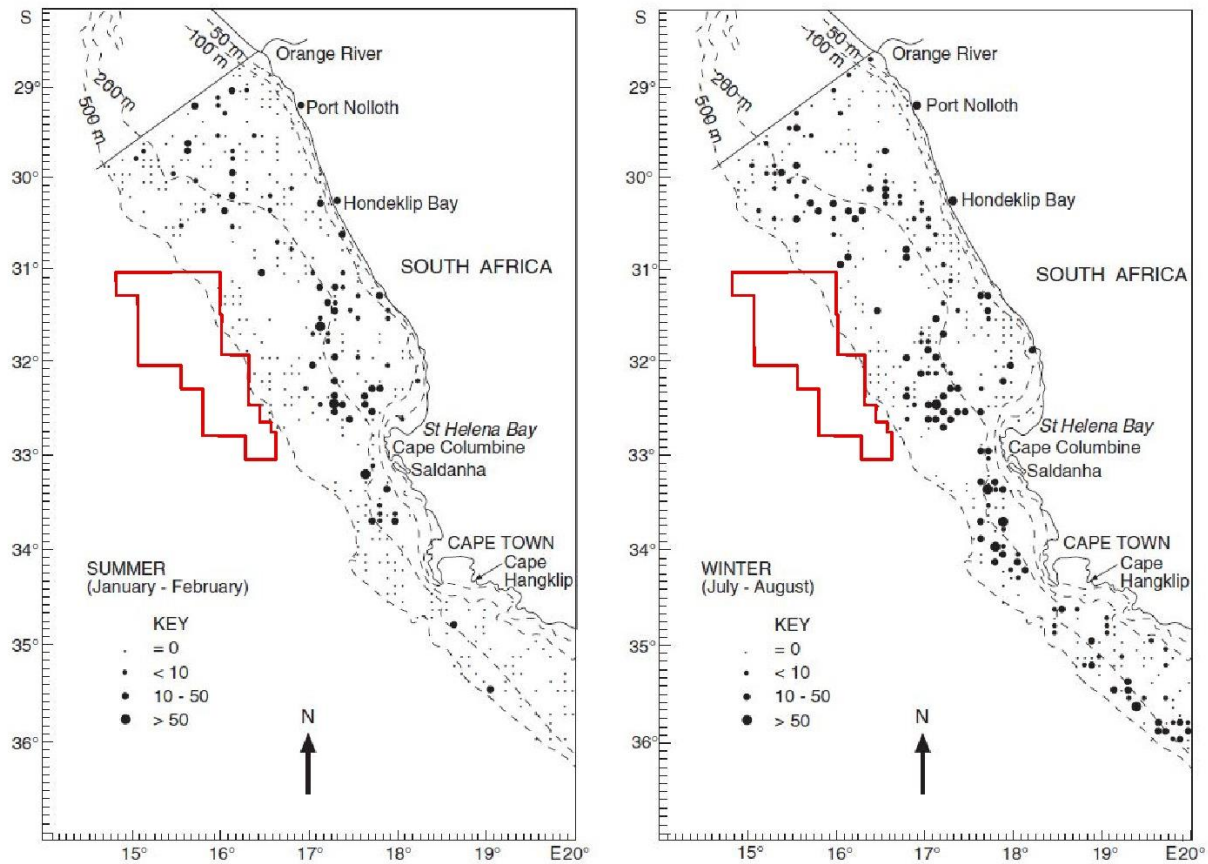 S
50 m
100 m
200 m
500 m
Orange River
Port Nolloth
Hondeklip Bay
SOUTH AFRICA
St Helena Bay
Cape Columbine
Saldanha
CAPE TOWN
Cape
Hangklip
29°
30°
31°
32°
33°
34°
35°
36°
SUMMER
(January - February)
KEY
= 0
< 10
10 - 50
> 50
N
15° 16° 17° 18° 19° E20°
S
50 m
100 m
200 m
500 m
Orange River
Port Nolloth
Hondeklip Bay
SOUTH AFRICA
St Helena Bay
Cape Columbine
Saldanha
CAPE TOWN
Cape
Hangklip
29°
30°
31°
32°
33°
34°
35°
36°
WINTER
(July - August)
KEY
= 0
< 10
10 - 50
> 50
N
15° 16° 17° 18° 19° E20°